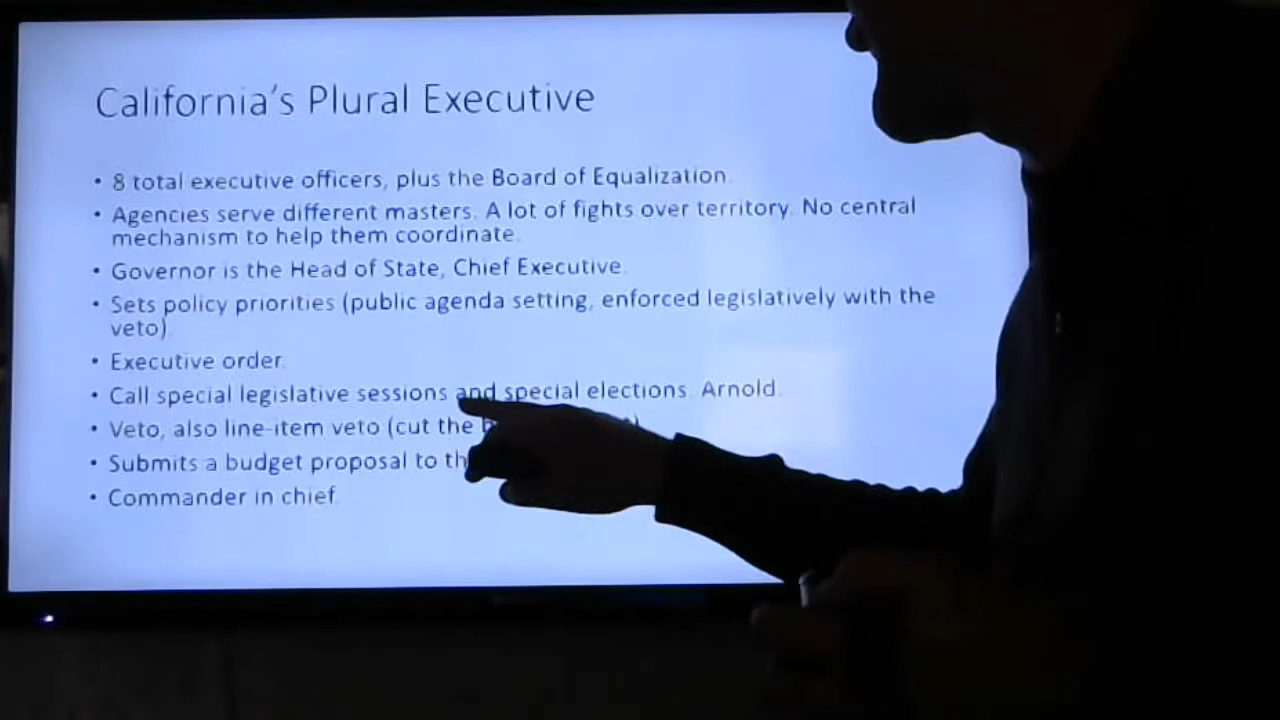 California's Plural Executive
• 8 total executive officers, plus the Board of Equalization.
• Agencies serve different masters. A lot of fights over territory. No central
mechanism to help them coordinate.
• Governor is the Head of State, Chief Executive.
• Sets policy priorities (public agenda setting, enforced legislatively with the
veto).
• Executive order.
• Call special legislative sessions and special elections. Arnold.
• Veto, also line-item veto (cut the
• Submits a budget proposal to
• Commander in chief.